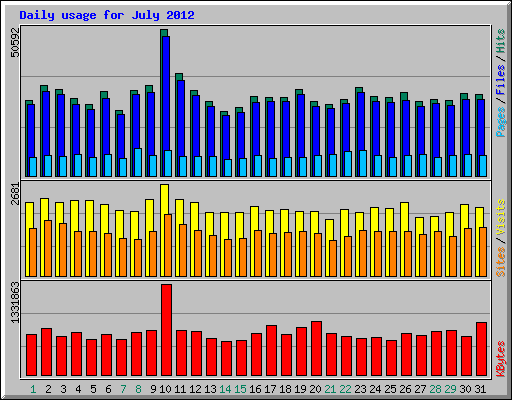 Daily usage for July 2012
50592
Pages / Files / Hits
2681
Sites / Visits
1331863
KBytes
1 2 3 4 5 6 7 8 9 10 11 12 13 14 15 16 17 18 19 20 21 22 23 24 25 26 27 28 29 30 31